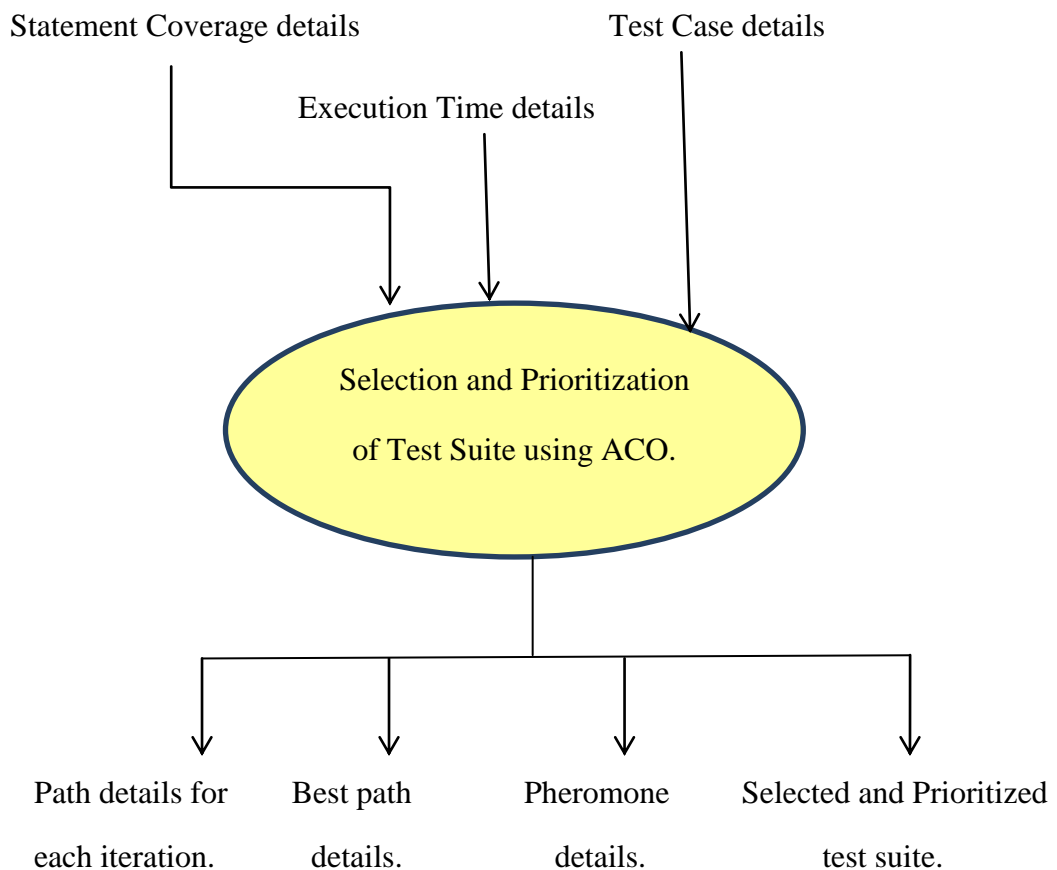 Statement Coverage details
Test Case details
Execution Time details
Selection and Prioritization
of Test Suite using ACO.
Path details for
each iteration.
Best path
details.
Pheromone
details.
Selected and Prioritized
test suite.